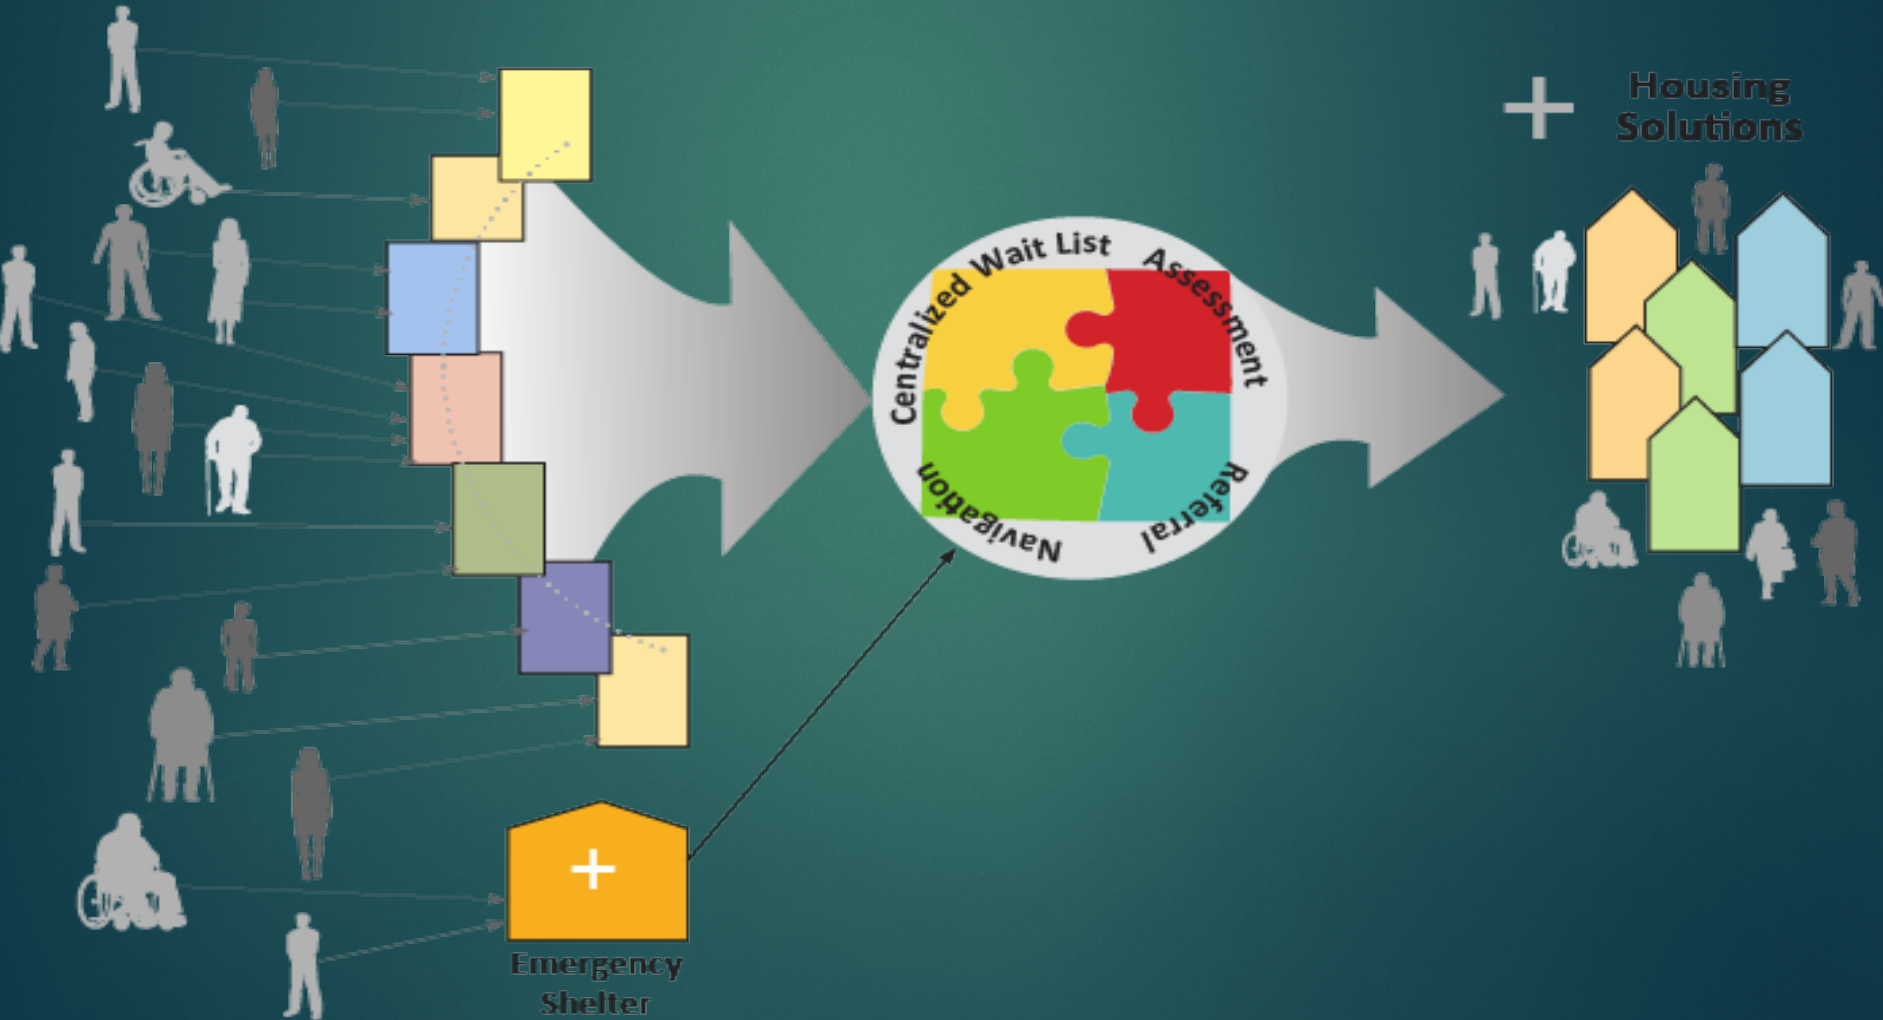 Housing
Solutions
Centralized Wait List
Assessment
Navigation
Referral
Emergency
Shelter